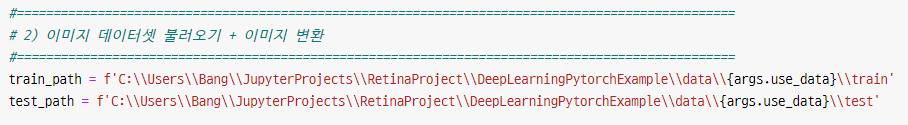 #==================================================================================================
# 2) 이미지 데이터셋 불러오기 + 이미지 변환
#==================================================================================================
train_path = f'C:\\Users\\Bang\\JupyterProjects\\RetinaProject\\DeepLearningPytorchExample\\data\\{args.use_data}\\train'
test_path = f'C:\\Users\\Bang\\JupyterProjects\\RetinaProject\\DeepLearningPytorchExample\\data\\{args.use_data}\\test'